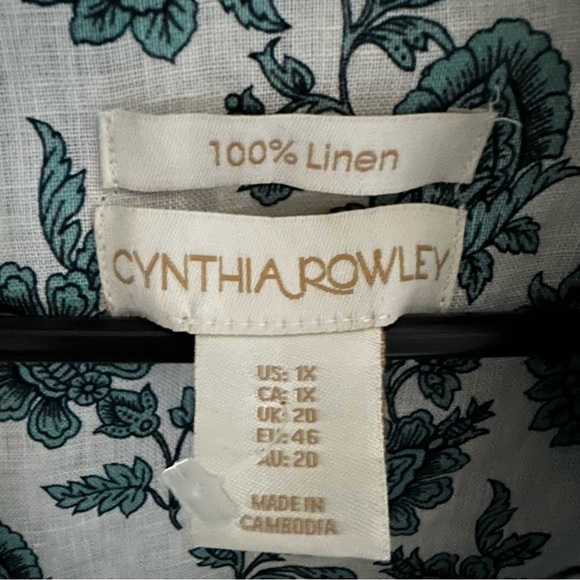 100% Linen
CYNTHIA ROWLEY
US: 1X
CA: 1X
UK: 20
EU: 46
AU: 20
MADE IN
CAMBODIA